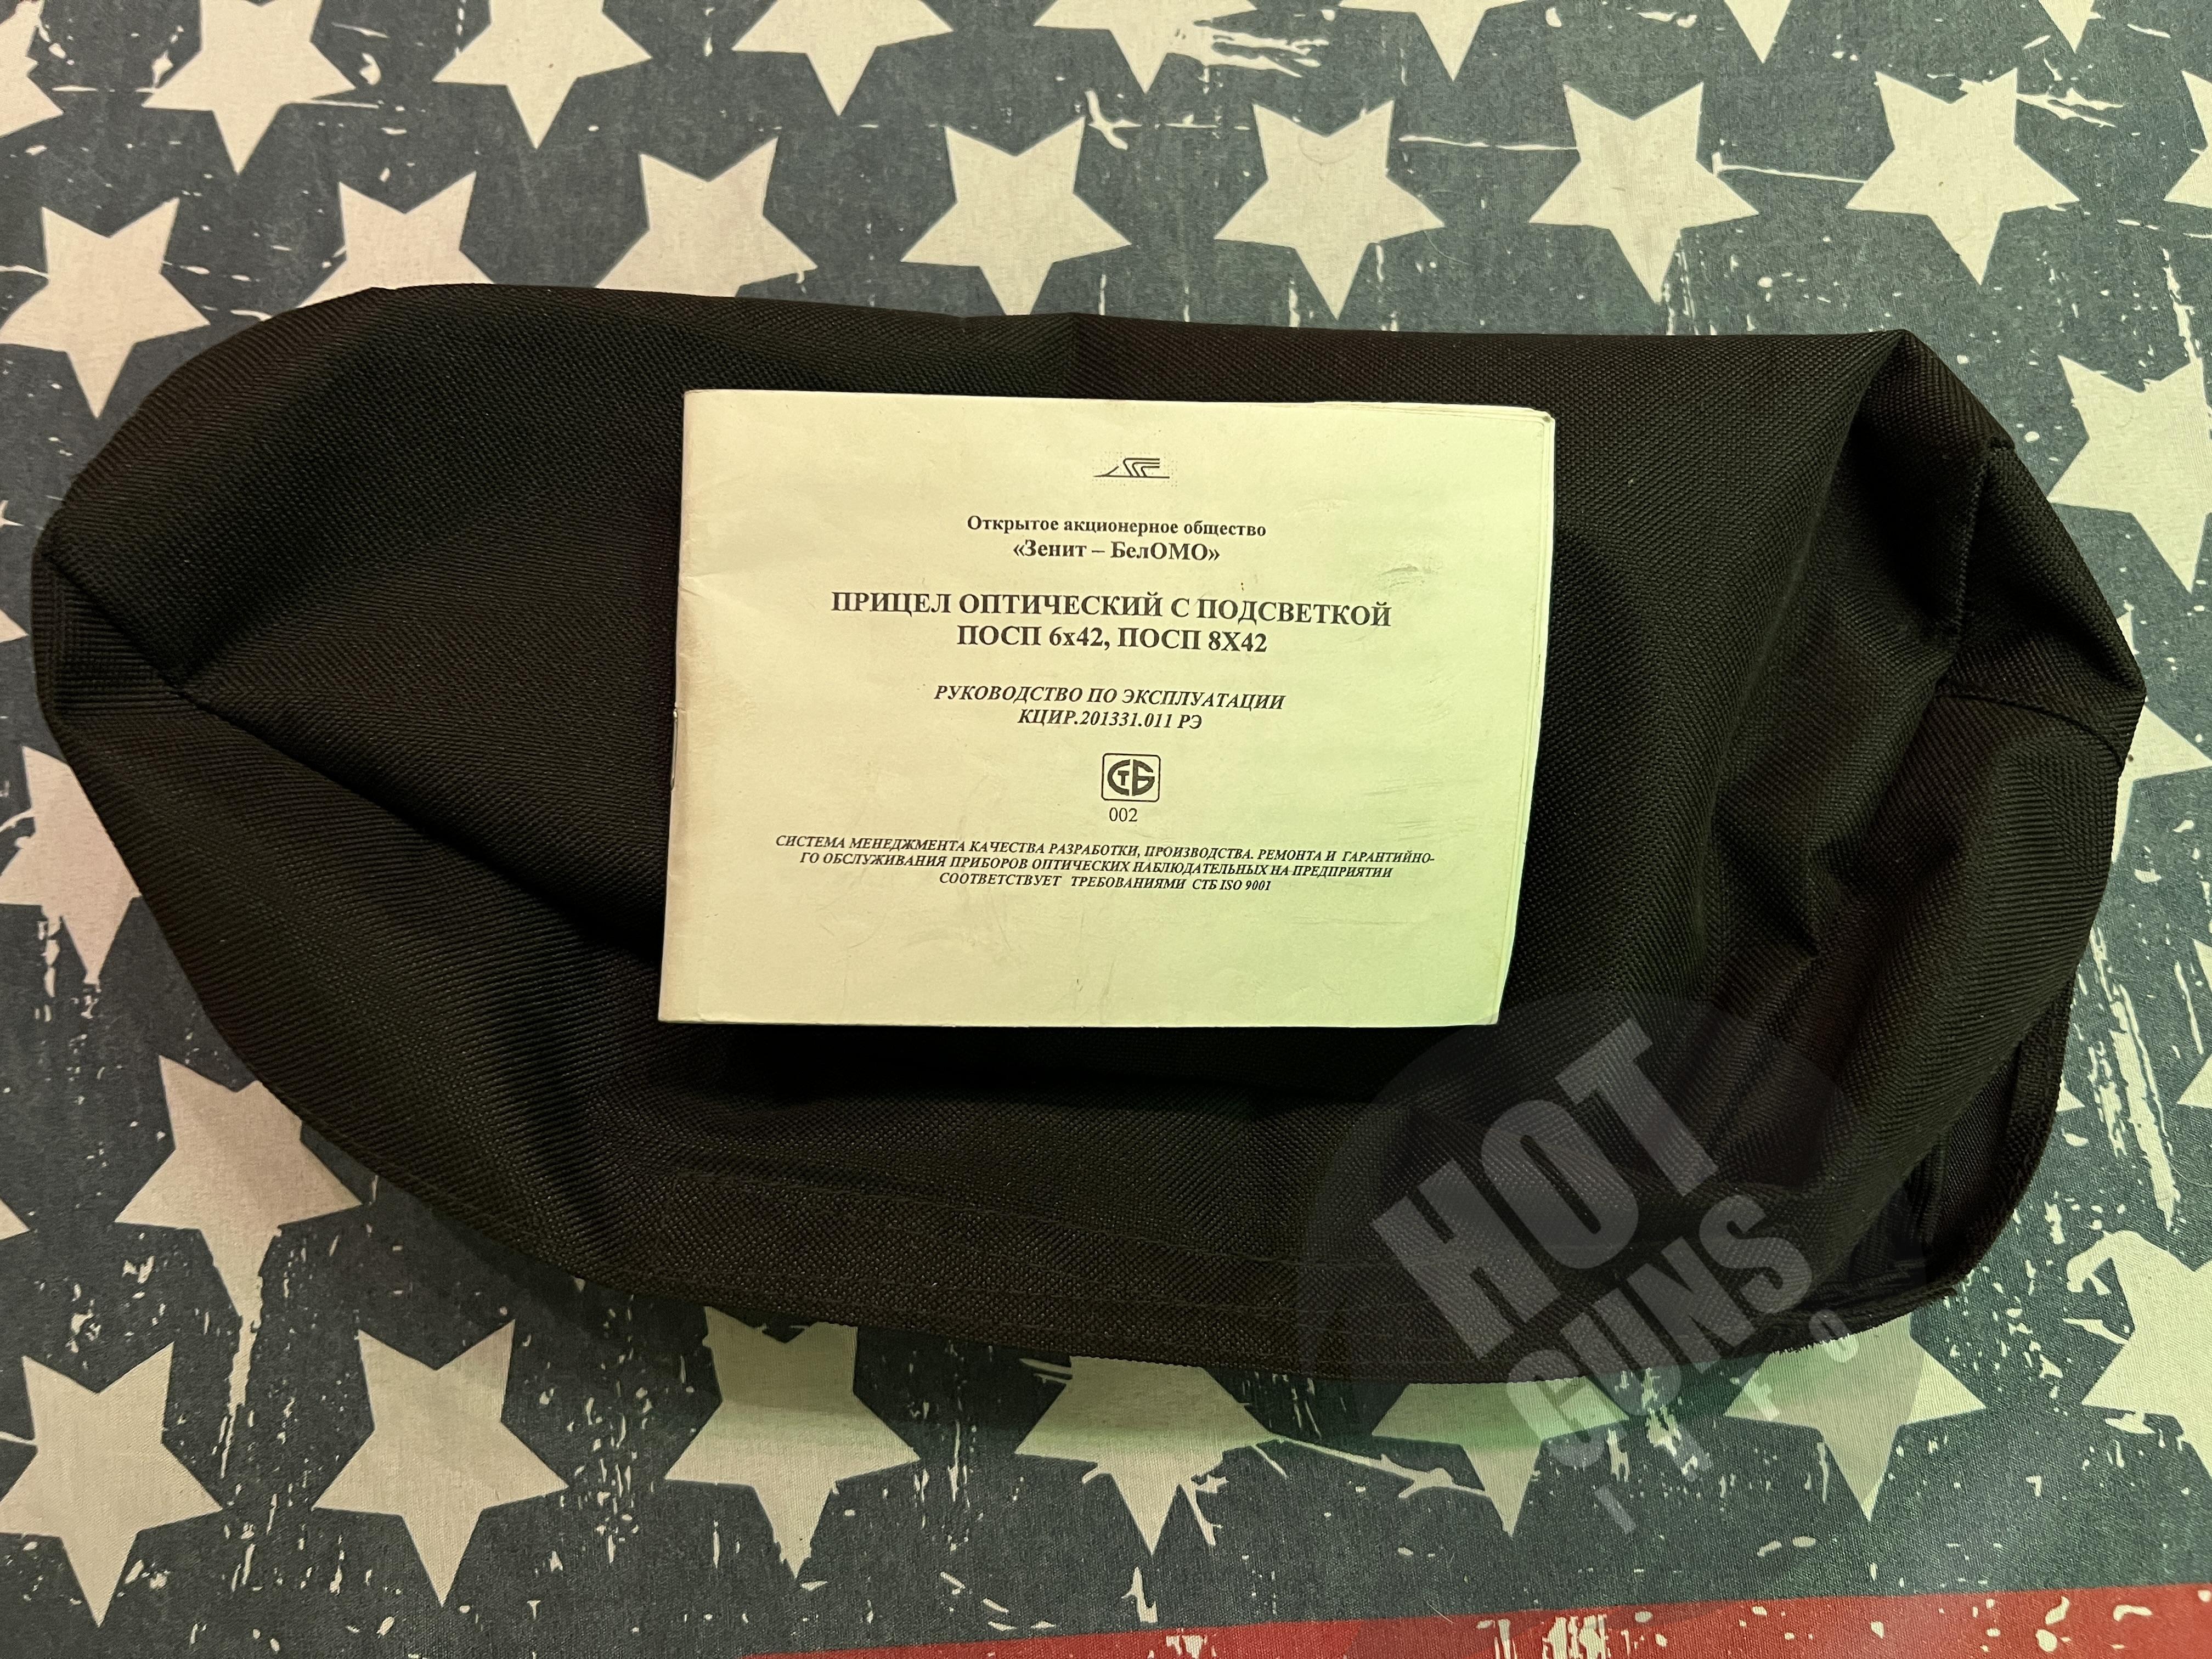 Открытое акционерное общество
«Зенит – БелОМО»
ПРИЦЕЛ ОПТИЧЕСКИЙ С ПОДСВЕТКОЙ
ПОСП 6х42, ПОСП 8Х42
РУКОВОДСТВО ПО ЭКСПЛУАТАЦИИ
КЦИР.201331.011 РЭ
СТБ
002
СИСТЕМА МЕНЕДЖМЕНТА КАЧЕСТВА РАЗРАБОТКИ, ПРОИЗВОДСТВА. РЕМОНТА И ГАРАНТИЙНО-
ГО ОБСЛУЖИВАНИЯ ПРИБОРОВ ОПТИЧЕСКИХ НАБЛЮДАТЕЛЬНЫХ НА ПРЕДПРИЯТИИ
СООТВЕТСТВУЕТ ТРЕБОВАНИЯМИ СТБ ISO 9001
HOT
GUNS
I F O